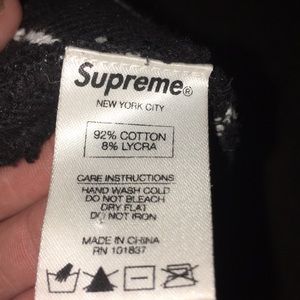 Supreme®
NEW YORK CITY
92% COTTON
8% LYCRA
CARE INSTRUCTIONS
HAND WASH COLD
DO NOT BLEACH
DRY FLAT
DO NOT IRON
MADE IN CHINA
RN 101837